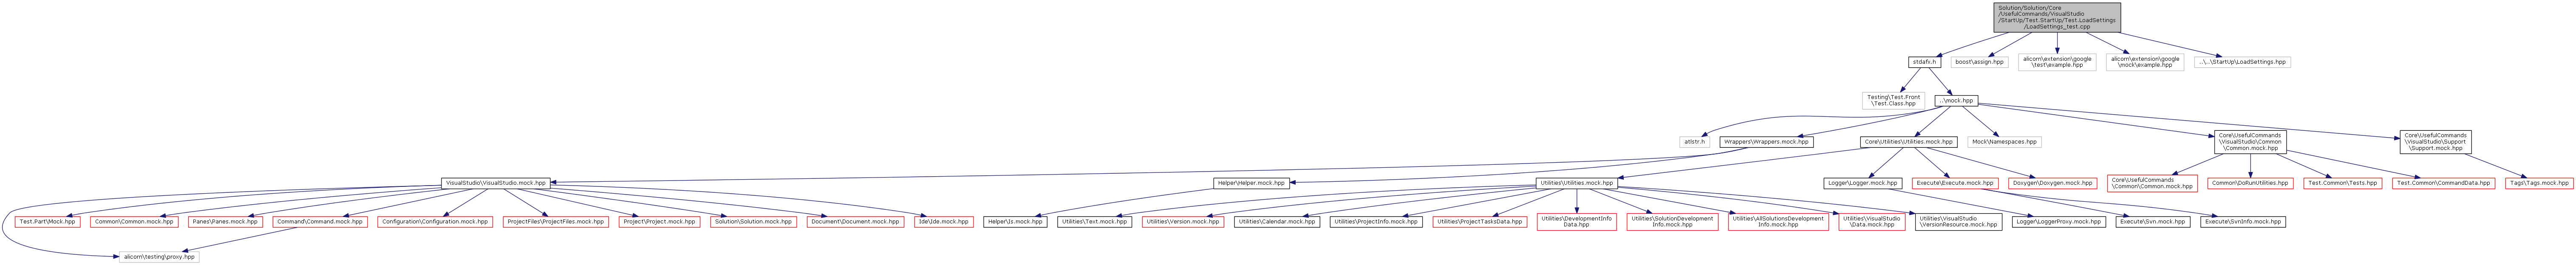 Solution/Solution/Core
/UsefulCommands/VisualStudio
/StartUp/Test.StartUp/Test.LoadSettings
/LoadSettings_test.cpp
stdafx.h
boost\assign.hpp
alicorn\extension\google
\test\example.hpp
alicorn\extension\google
\mock\example.hpp
..\..\StartUp\LoadSettings.hpp
Testing\Test.Front
\Test.Class.hpp
..\mock.hpp
atlstr.h
Wrappers\Wrappers.mock.hpp
Core\Utilities\Utilities.mock.hpp
Mock\Namespaces.hpp
Core\UsefulCommands
\VisualStudio\Common
\Common.mock.hpp
Core\UsefulCommands
\VisualStudio\Support
\Support.mock.hpp
VisualStudio\VisualStudio.mock.hpp
Helper\Helper.mock.hpp
Utilities\Utilities.mock.hpp
Logger\Logger.mock.hpp
Execute\Execute.mock.hpp
Doxygen\Doxygen.mock.hpp
Core\UsefulCommands
\Common\Common.mock.hpp
Common\DoRunUtilities.hpp
Test.Common\Tests.hpp
Test.Common\CommandData.hpp
Tags\Tags.mock.hpp
Test.Part\Mock.hpp
Common\Common.mock.hpp
Panes\Panes.mock.hpp
Command\Command.mock.hpp
Configuration\Configuration.mock.hpp
ProjectFiles\ProjectFiles.mock.hpp
Project\Project.mock.hpp
Solution\Solution.mock.hpp
Document\Document.mock.hpp
Ide\Ide.mock.hpp
Helper\Is.mock.hpp
Utilities\Text.mock.hpp
Utilities\Version.mock.hpp
Utilities\Calendar.mock.hpp
Utilities\ProjectInfo.mock.hpp
Utilities\ProjectTasksData.hpp
Utilities\DevelopmentInfo
Data.hpp
Utilities\SolutionDevelopment
Info.mock.hpp
Utilities\AllSolutionsDevelopment
Info.mock.hpp
Utilities\VisualStudio
\Data.mock.hpp
Utilities\VisualStudio
\VersionResource.mock.hpp
Logger\LoggerProxy.mock.hpp
Execute\Svn.mock.hpp
Execute\SvnInfo.mock.hpp
alicorn\testing\proxy.hpp